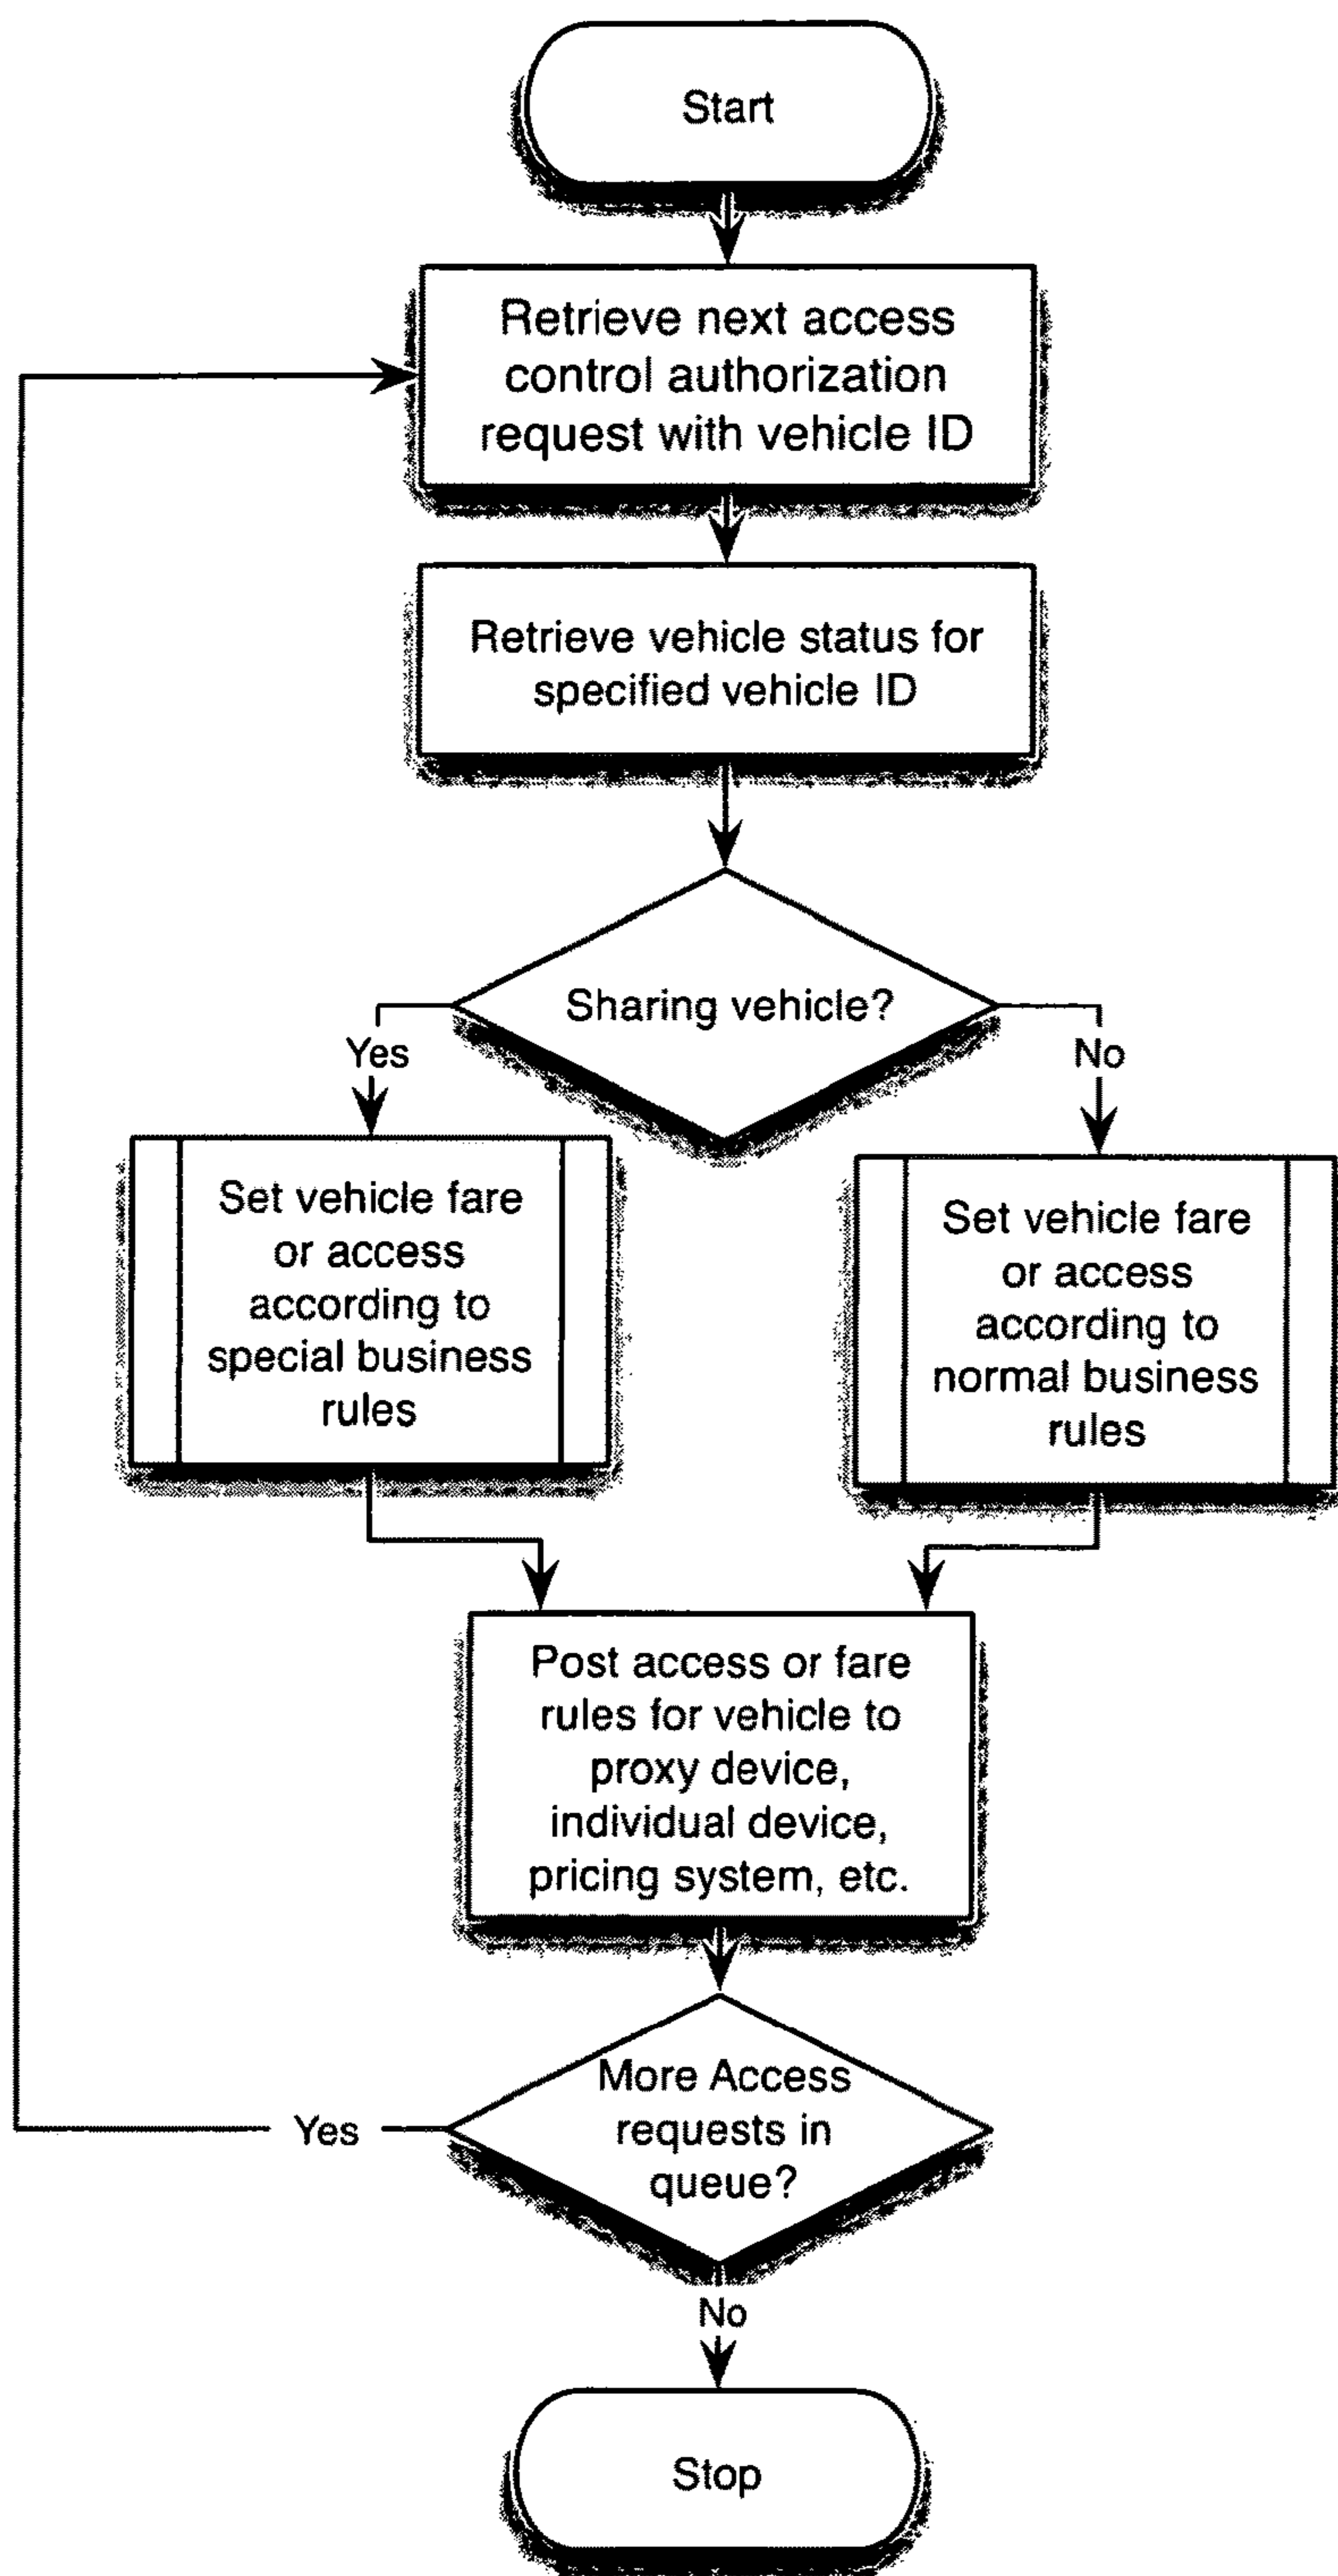 Start
Retrieve next access
control authorization
request with vehicle ID
Retrieve vehicle status for
specified vehicle ID
Sharing vehicle?
Yes
No
Set vehicle fare
or access
according to
special business
rules
Set vehicle fare
or access
according to
normal business
rules
Post access or fare
rules for vehicle to
proxy device,
individual device,
pricing system, etc.
More Access
requests in
queue?
Yes
No
Stop